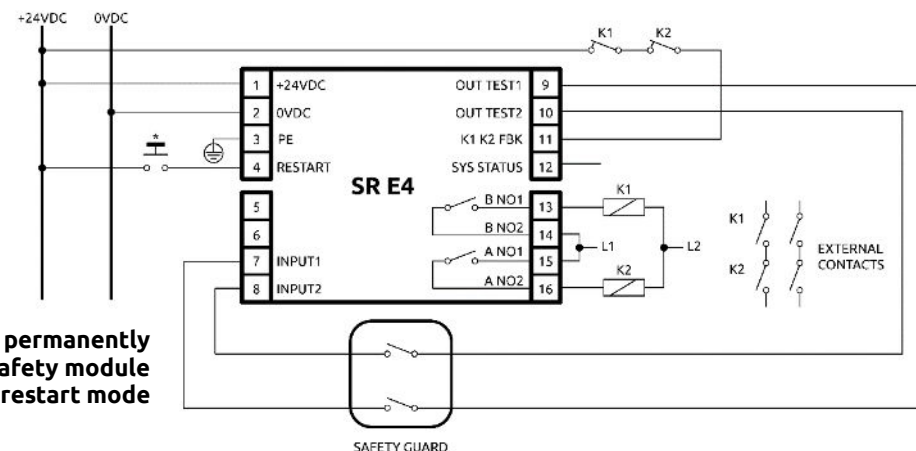 +24VDC 0VDC
K1 K2
1 +24VDC OUT TEST1 9
2 0VDC OUT TEST2 10
3 PE K1 K2 FBK 11
*
4 RESTART SYS STATUS 12
SR E4
5 B NO1 13 K1
6 B NO2 14
L1 L2
7 INPUT1 A NO1 15
K2
8 INPUT2 A NO2 16
K1
EXTERNAL
K2 CONTACTS
permanently
afety module
restart mode
SAFETY GUARD